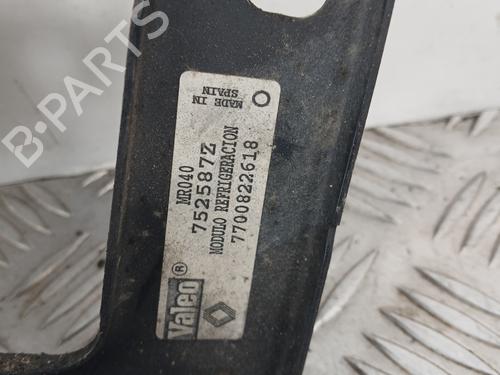 B-PARTS
MADE IN
SPAIN
MR040
752587Z
MODULO REFRIGERACION
7700822618
Valeo®